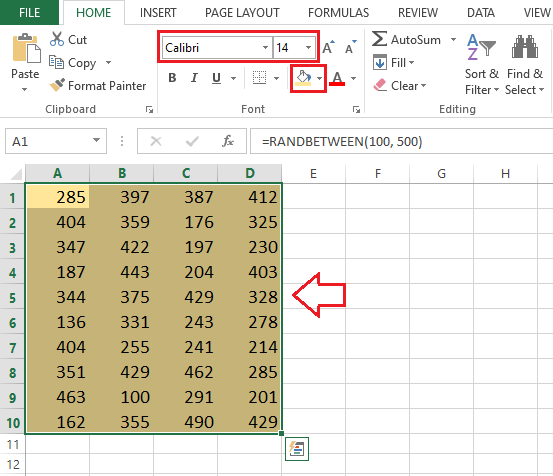 FILE HOME INSERT PAGE LAYOUT FORMULAS REVIEW DATA VIEW
Paste
Cut
Copy
Format Painter
Clipboard
Calibri 14 A A
B I U A
Font
AutoSum
Fill
Clear
A Z
Sort & Filter
Find & Select
Editing
A1 fx =RANDBETWEEN(100, 500)
A B C D E F G H
1 285 397 387 412
2 404 359 176 325
3 347 422 197 230
4 187 443 204 403
5 344 375 429 328
6 136 331 243 278
7 404 255 241 214
8 351 429 462 285
9 463 100 291 201
10 162 355 490 429
11
12